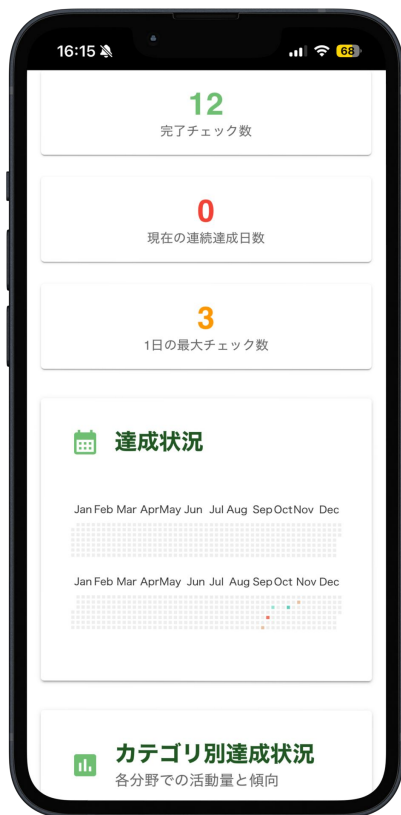 16:15
68
12
完了チェック数
0
現在の連続達成日数
3
1日の最大チェック数
達成状況
Jan Feb Mar Apr May Jun Jul Aug Sep Oct Nov Dec
Jan Feb Mar Apr May Jun Jul Aug Sep Oct Nov Dec
カテゴリ別達成状況
各分野での活動量と傾向